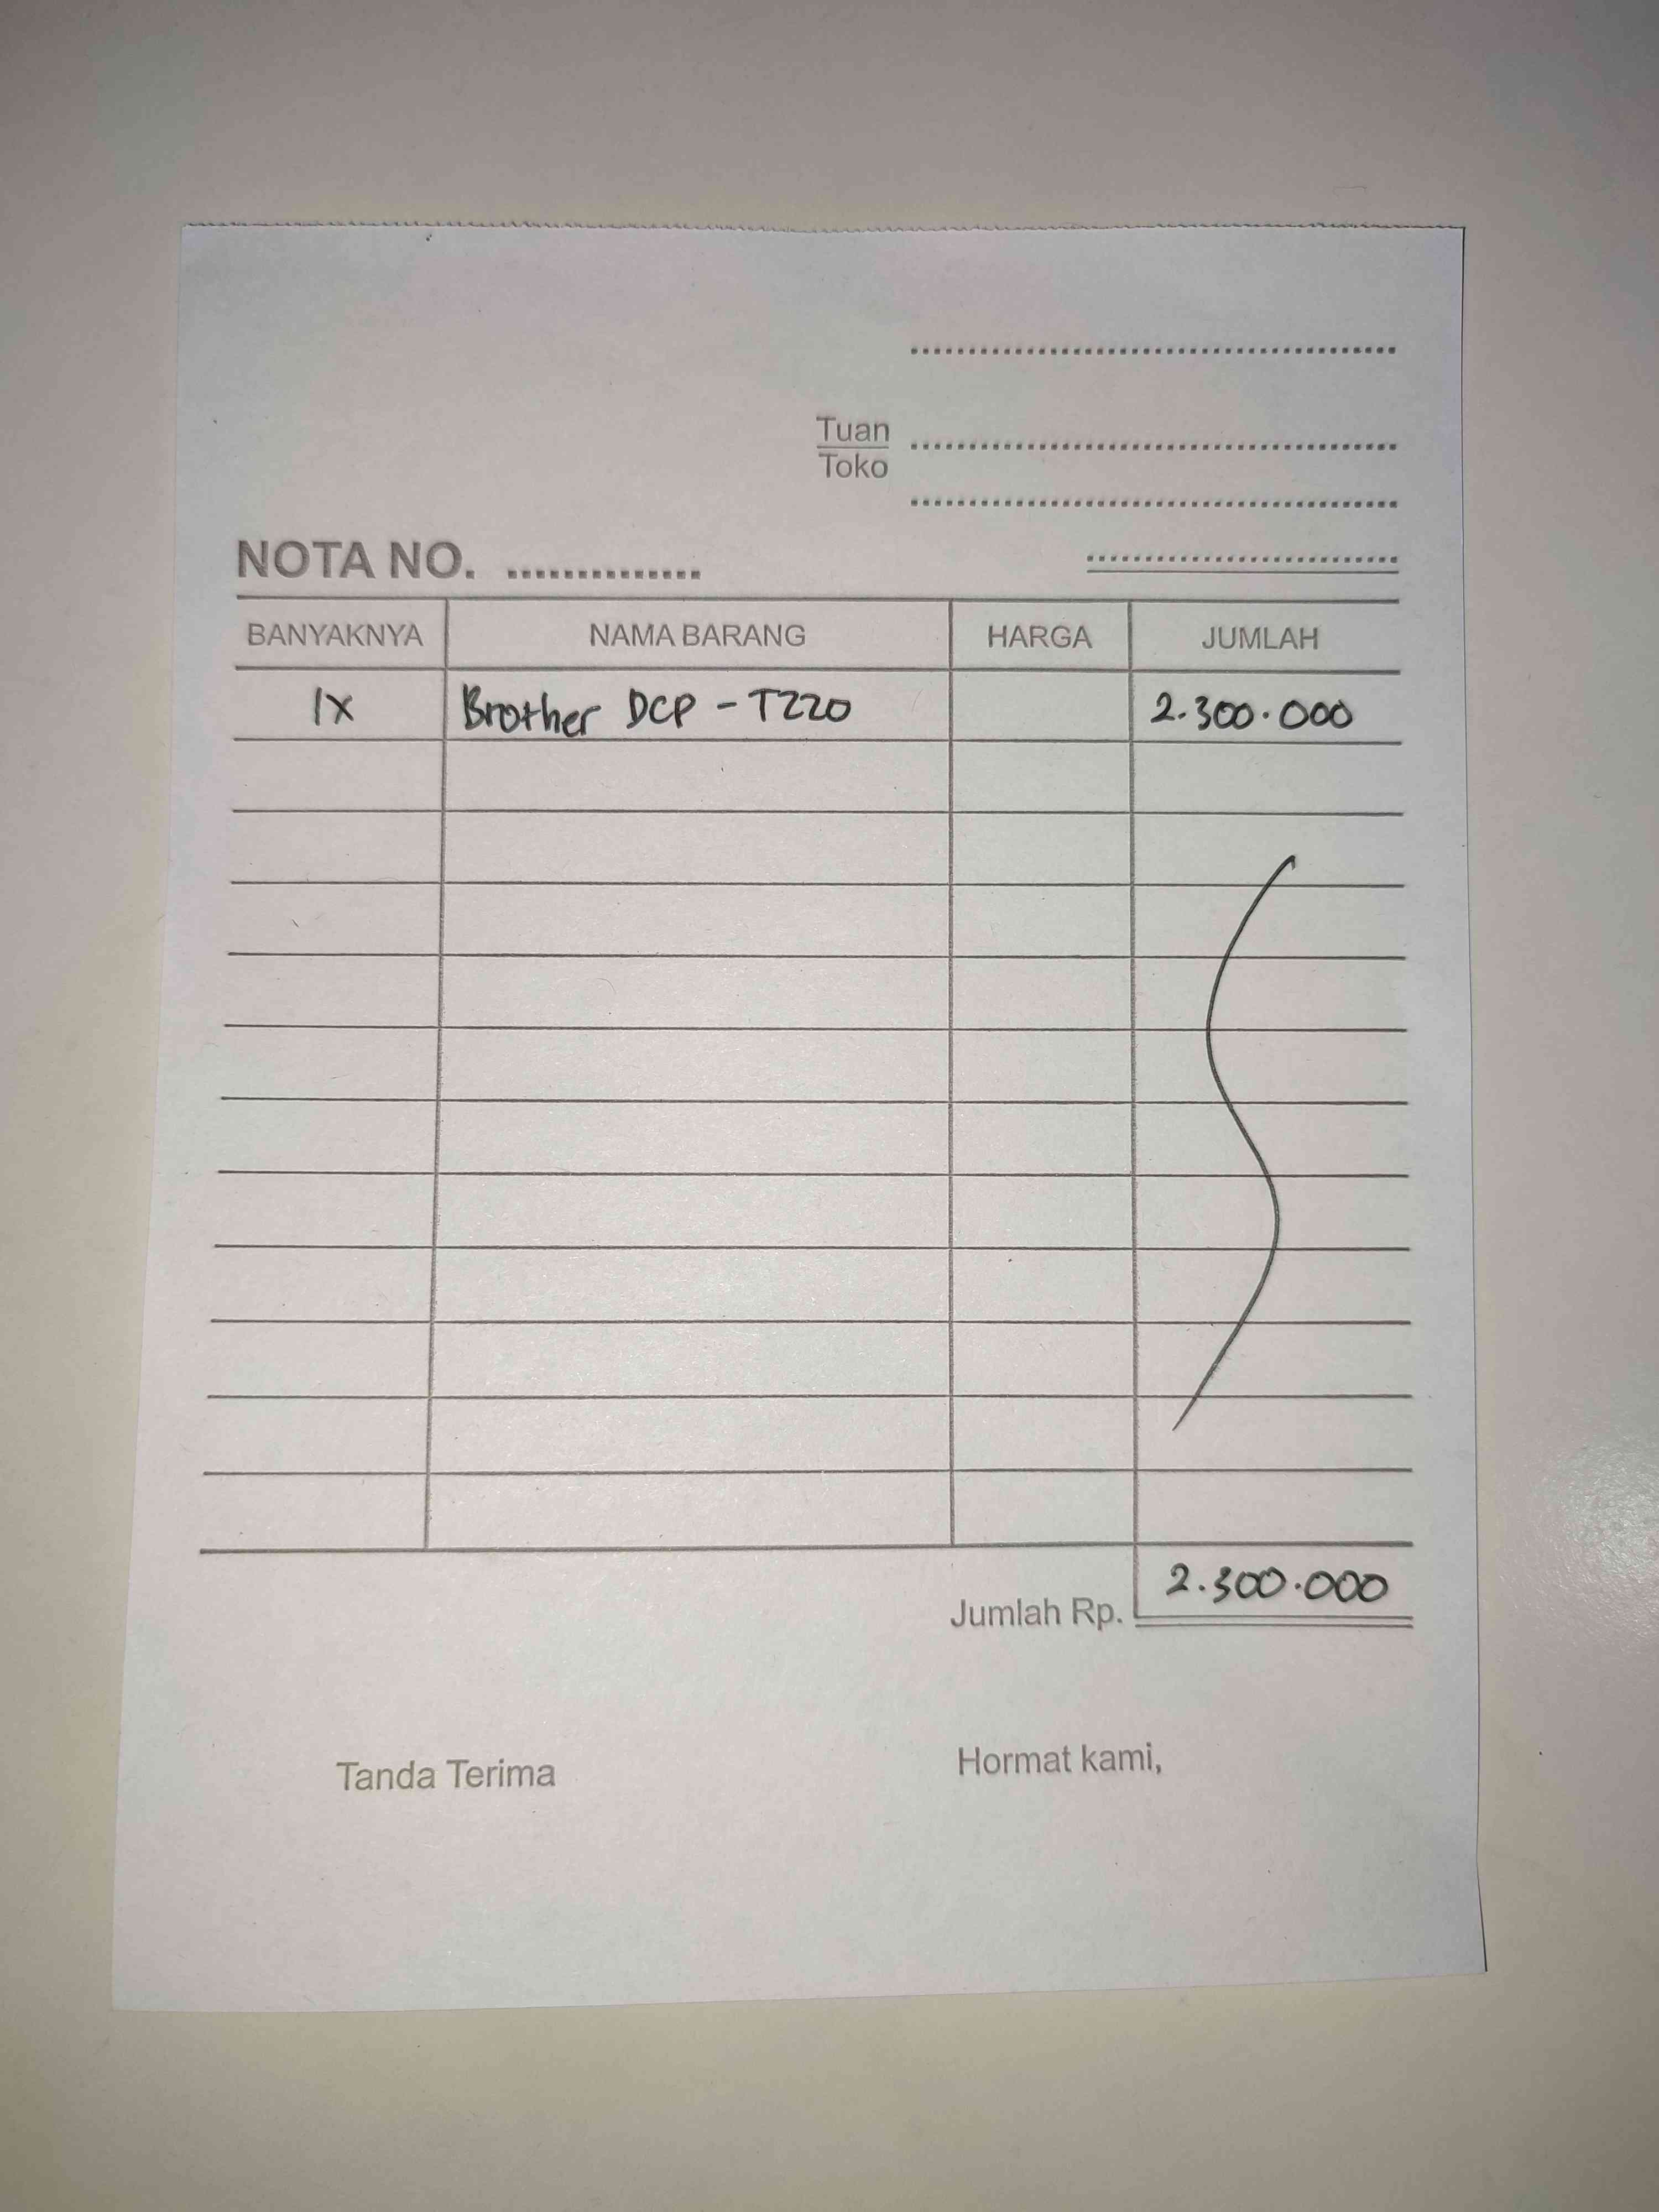 Tuan
Toko
NOTA NO. ..............
BANYAKNYA NAMA BARANG HARGA JUMLAH
1x Brother DCP - T220 2.300.000
Jumlah Rp. 2.300.000
Tanda Terima Hormat kami,